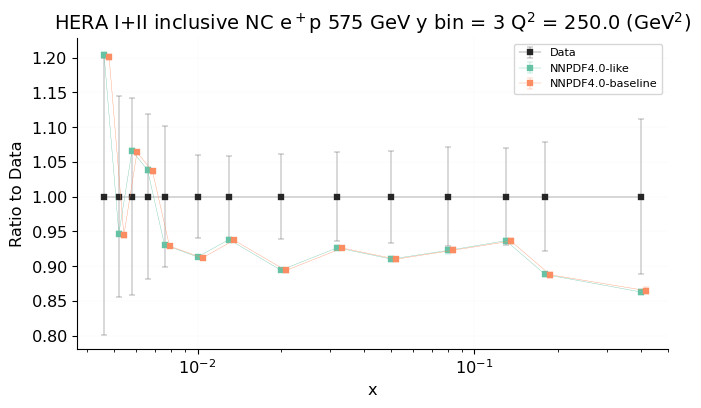 HERA I+II inclusive NC e⁺p 575 GeV y bin = 3 Q² = 250.0 (GeV²)
Data
NNPDF4.0-like
NNPDF4.0-baseline
Ratio to Data
1.20
1.15
1.10
1.05
1.00
0.95
0.90
0.85
0.80
10⁻² 10⁻¹
x